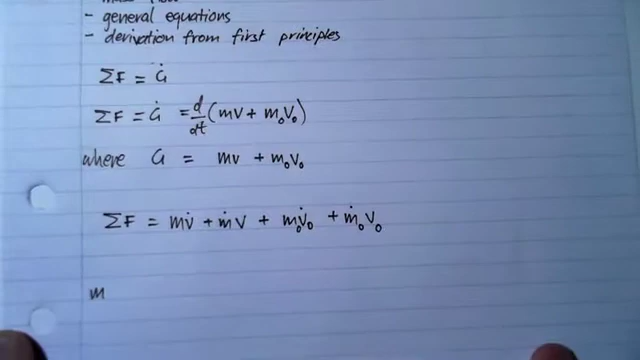 - general equations
- derivation from first principles
ΣF = Ġ
ΣF = Ġ = d/dt (mv + m₀v₀)
where G = mv + m₀v₀
ΣF = mv̇ + ṁv + m₀v̇₀ + ṁ₀v₀
m